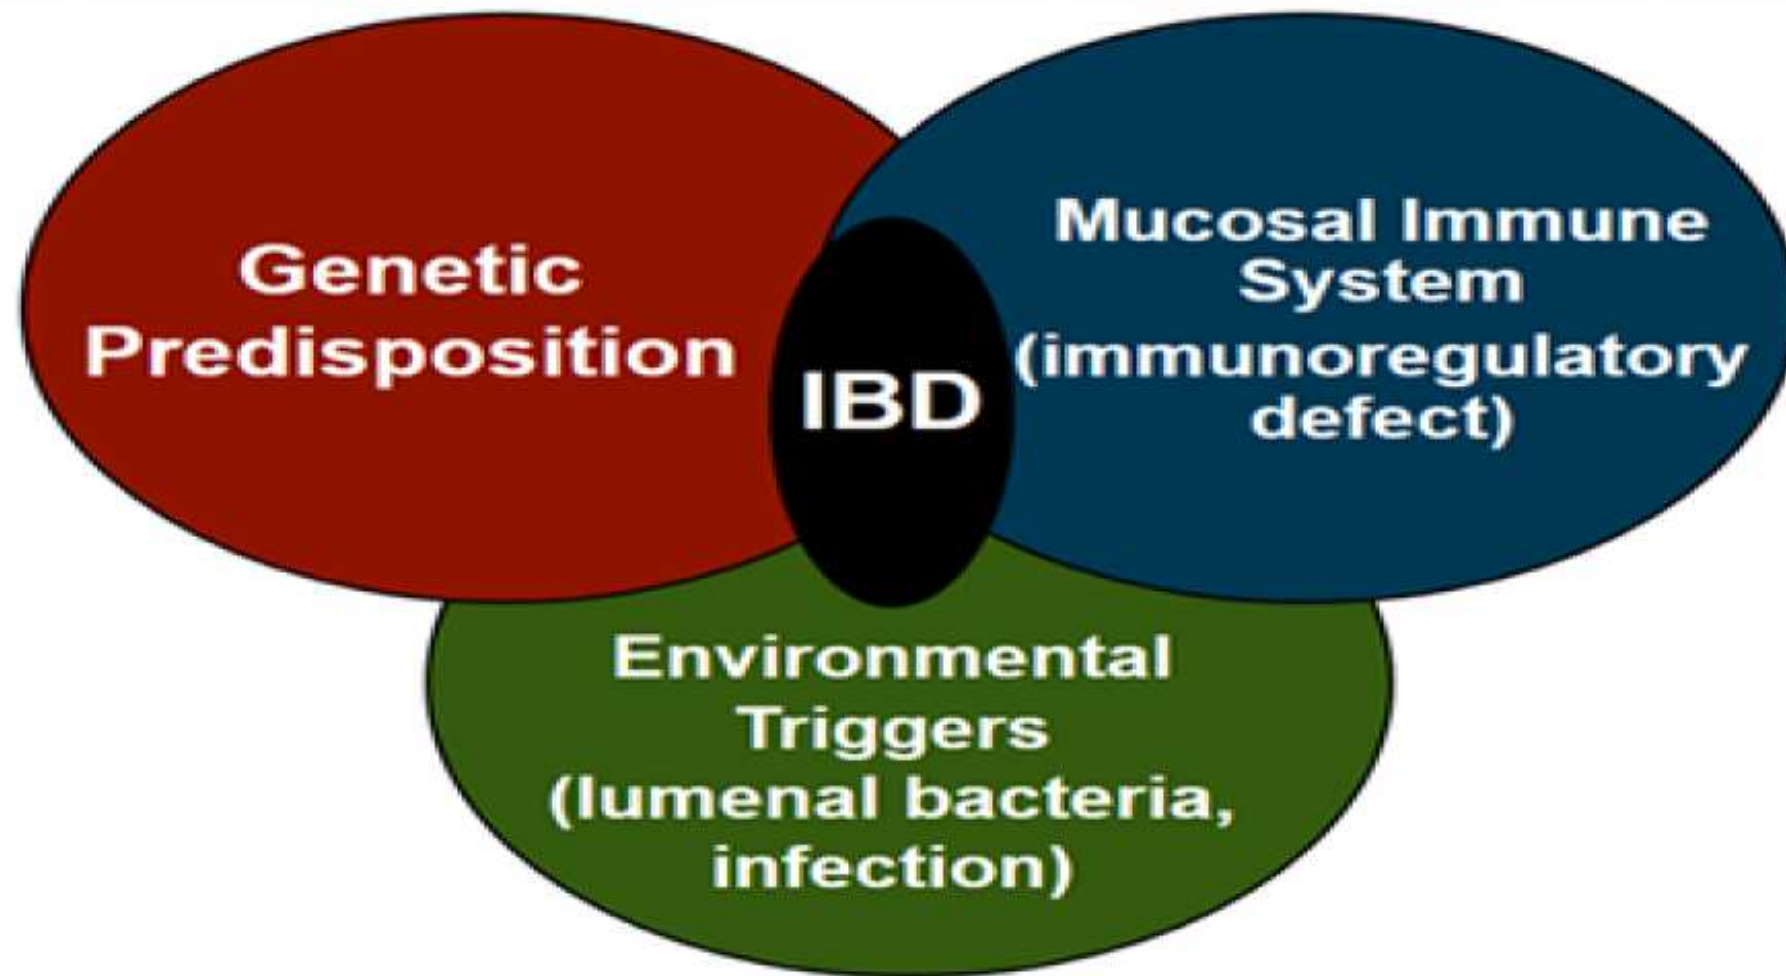 Genetic
Predisposition
Mucosal Immune
System
(immunoregulatory
defect)
IBD
Environmental
Triggers
(lumenal bacteria,
infection)